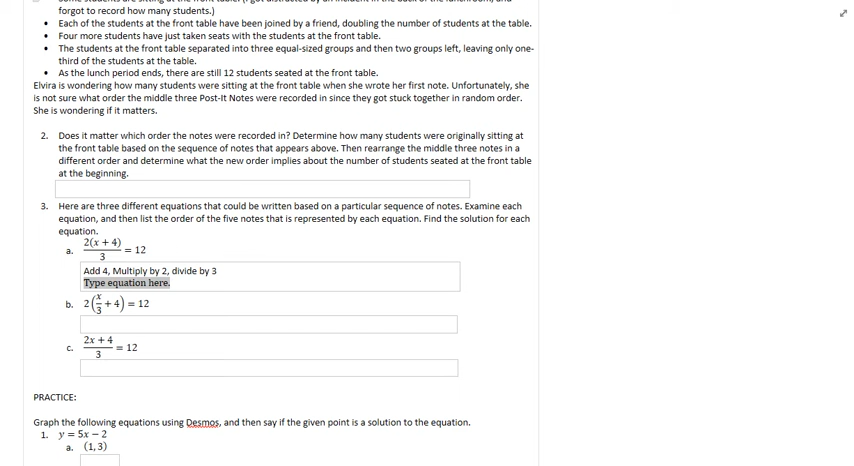 forgot to record how many students.)
• Each of the students at the front table have been joined by a friend, doubling the number of students at the table.
• Four more students have just taken seats with the students at the front table.
• The students at the front table separated into three equal-sized groups and then two groups left, leaving only one-
third of the students at the table.
• As the lunch period ends, there are still 12 students seated at the front table.
Elvira is wondering how many students were sitting at the front table when she wrote her first note. Unfortunately, she
is not sure what order the middle three Post-It Notes were recorded in since they got stuck together in random order.
She is wondering if it matters.
2. Does it matter which order the notes were recorded in? Determine how many students were originally sitting at
the front table based on the sequence of notes that appears above. Then rearrange the middle three notes in a
different order and determine what the new order implies about the number of students seated at the front table
at the beginning.
3. Here are three different equations that could be written based on a particular sequence of notes. Examine each
equation, and then list the order of the five notes that is represented by each equation. Find the solution for each
equation.
a. 2(x + 4)/3 = 12
Add 4, Multiply by 2, divide by 3
Type equation here.
b. 2(x/3 + 4) = 12
c. 2x + 4/3 = 12
PRACTICE:
Graph the following equations using Desmos, and then say if the given point is a solution to the equation.
1. y = 5x − 2
a. (1,3)